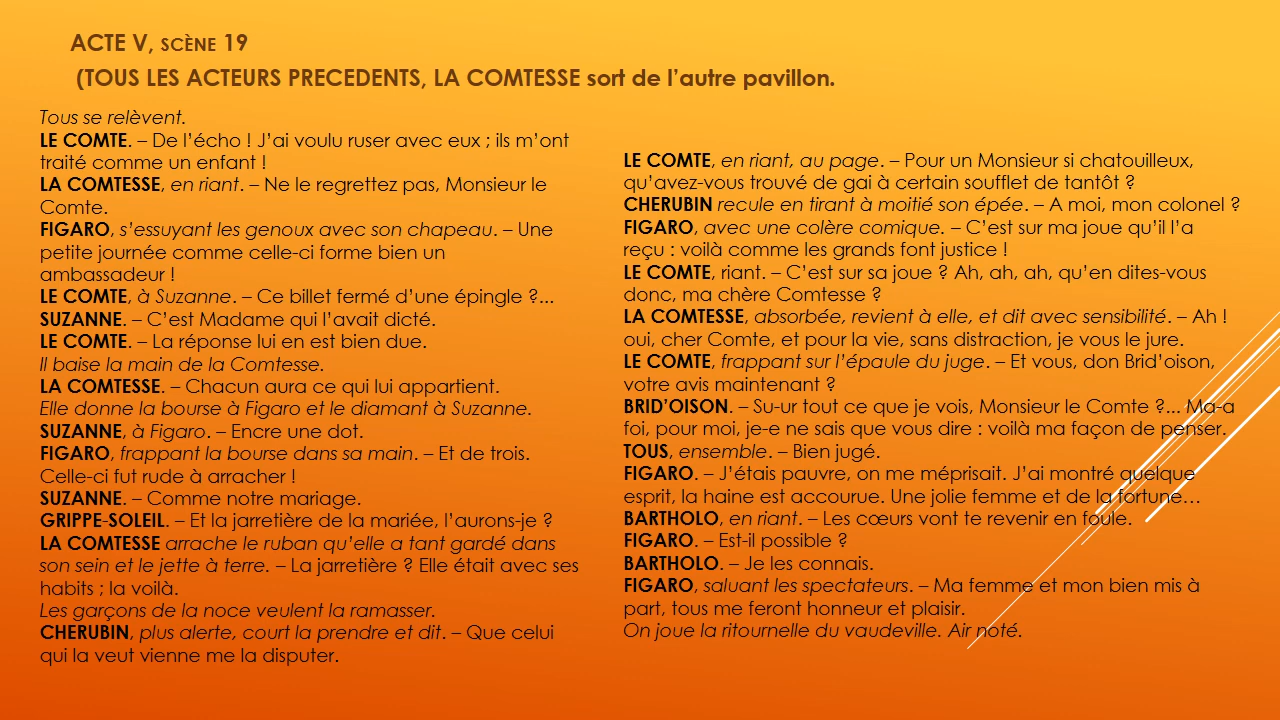 ACTE V, SCÈNE 19
(TOUS LES ACTEURS PRECEDENTS, LA COMTESSE sort de l’autre pavillon.
Tous se relèvent.
LE COMTE. – De l’écho ! J’ai voulu ruser avec eux ; ils m’ont
traité comme un enfant !
LA COMTESSE, en riant. – Ne le regrettez pas, Monsieur le
Comte.
FIGARO, s’essuyant les genoux avec son chapeau. – Une
petite journée comme celle-ci forme bien un
ambassadeur !
LE COMTE, à Suzanne. – Ce billet fermé d’une épingle ?...
SUZANNE. – C’est Madame qui l’avait dicté.
LE COMTE. – La réponse lui en est bien due.
Il baise la main de la Comtesse.
LA COMTESSE. – Chacun aura ce qui lui appartient.
Elle donne la bourse à Figaro et le diamant à Suzanne.
SUZANNE, à Figaro. – Encre une dot.
FIGARO, frappant la bourse dans sa main. – Et de trois.
Celle-ci fut rude à arracher !
SUZANNE. – Comme notre mariage.
GRIPPE-SOLEIL. – Et la jarretière de la mariée, l’aurons-je ?
LA COMTESSE arrache le ruban qu’elle a tant gardé dans
son sein et le jette à terre. – La jarretière ? Elle était avec ses
habits ; la voilà.
Les garçons de la noce veulent la ramasser.
CHERUBIN, plus alerte, court la prendre et dit. – Que celui
qui la veut vienne me la disputer.
LE COMTE, en riant, au page. – Pour un Monsieur si chatouilleux,
qu’avez-vous trouvé de gai à certain soufflet de tantôt ?
CHERUBIN recule en tirant à moitié son épée. – A moi, mon colonel ?
FIGARO, avec une colère comique. – C’est sur ma joue qu’il l’a
reçu : voilà comme les grands font justice !
LE COMTE, riant. – C’est sur sa joue ? Ah, ah, ah, qu’en dites-vous
donc, ma chère Comtesse ?
LA COMTESSE, absorbée, revient à elle, et dit avec sensibilité. – Ah !
oui, cher Comte, et pour la vie, sans distraction, je vous le jure.
LE COMTE, frappant sur l’épaule du juge. – Et vous, don Brid’oison,
votre avis maintenant ?
BRID’OISON. – Su-ur tout ce que je vois, Monsieur le Comte ?... Ma-a
foi, pour moi, je-e ne sais que vous dire : voilà ma façon de penser.
TOUS, ensemble. – Bien jugé.
FIGARO. – J’étais pauvre, on me méprisait. J’ai montré quelque
esprit, la haine est accourue. Une jolie femme et de la fortune…
BARTHOLO, en riant. – Les cœurs vont te revenir en foule.
FIGARO. – Est-il possible ?
BARTHOLO. – Je les connais.
FIGARO, saluant les spectateurs. – Ma femme et mon bien mis à
part, tous me feront honneur et plaisir.
On joue la ritournelle du vaudeville. Air noté.